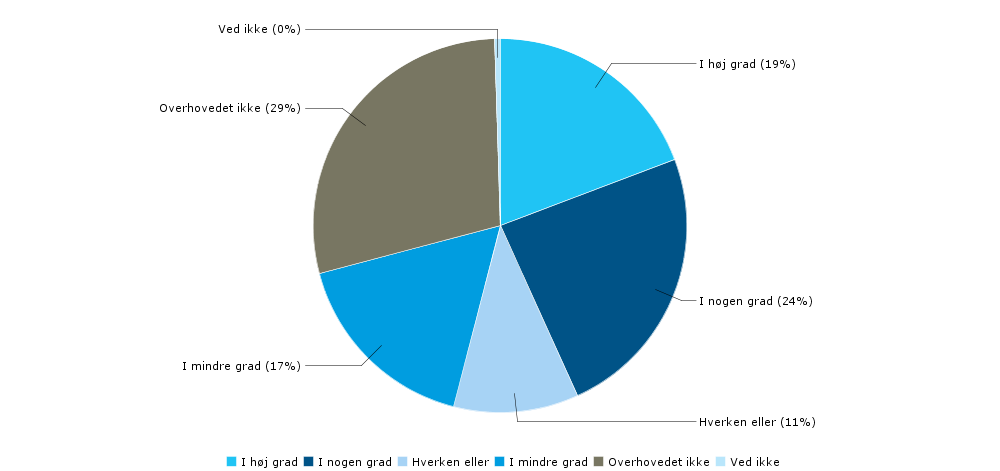 Ved ikke (0%)
I høj grad (19%)
Overhovedet ikke (29%)
I nogen grad (24%)
I mindre grad (17%)
Hverken eller (11%)
I høj grad I nogen grad Hverken eller I mindre grad Overhovedet ikke Ved ikke